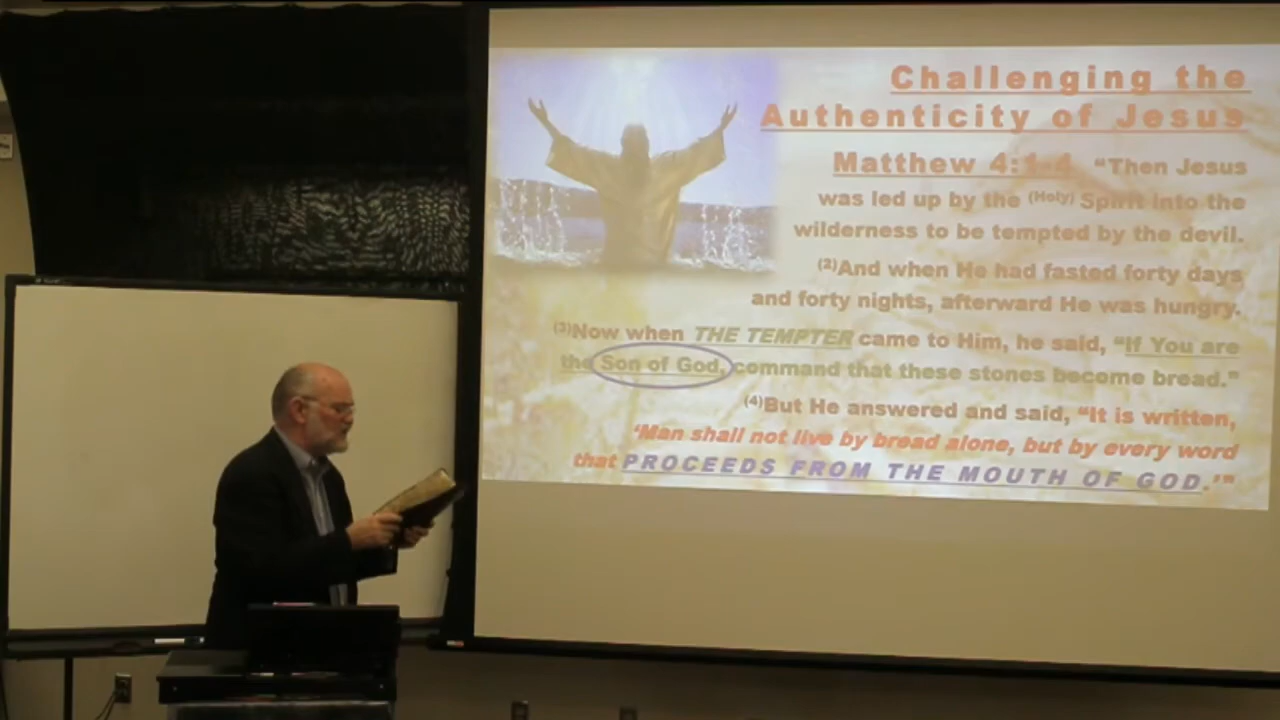 Challenging the
Authenticity of Jesus
Matthew 4:1-4 “Then Jesus
was led up by the (Holy) Spirit into the
wilderness to be tempted by the devil.
(2)And when He had fasted forty days
and forty nights, afterward He was hungry.
(3)Now when THE TEMPTER came to Him, he said, “If You are
the Son of God, command that these stones become bread.”
(4)But He answered and said, “It is written,
‘Man shall not live by bread alone, but by every word
that PROCEEDS FROM THE MOUTH OF GOD.’”